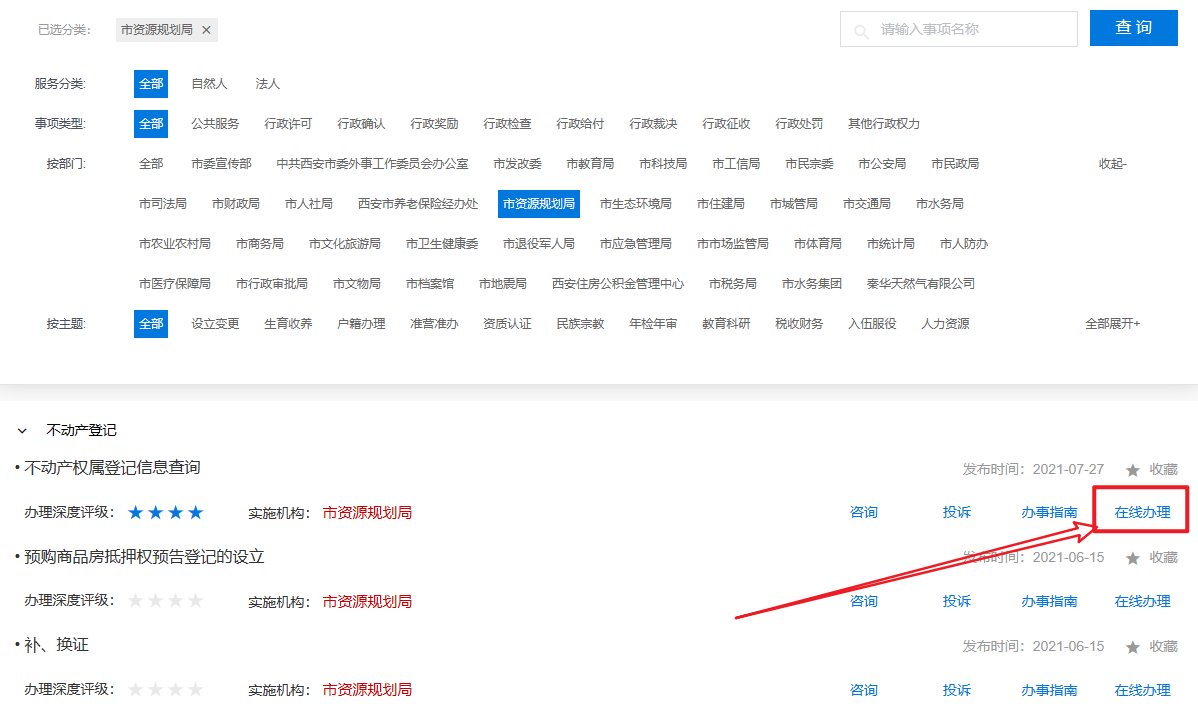 已选分类: 市资源规划局 × 请输入事项名称 查 询
服务分类: 全部 自然人 法人
事项类型: 全部 公共服务 行政许可 行政确认 行政奖励 行政检查 行政给付 行政裁决 行政征收 行政处罚 其他行政权力
按部门: 全部 市委宣传部 中共西安市委外事工作委员会办公室 市发改委 市教育局 市科技局 市工信局 市民宗委 市公安局 市民政局 收起-
市司法局 市财政局 市人社局 西安市养老保险经办处 市资源规划局 市生态环境局 市住建局 市城管局 市交通局 市水务局
市农业农村局 市商务局 市文化旅游局 市卫生健康委 市退役军人局 市应急管理局 市市场监管局 市体育局 市统计局 市人防办
市医疗保障局 市行政审批局 市文物局 市档案馆 市地震局 西安住房公积金管理中心 市税务局 市水务集团 秦华天然气有限公司
按主题: 全部 设立变更 生育收养 户籍办理 准营准办 资质认证 民族宗教 年检年审 教育科研 税收财务 入伍服役 人力资源 全部展开+
不动产登记
• 不动产权属登记信息查询 发布时间：2021-07-27 ★ 收藏
办理深度评级： ★★★★ 实施机构： 市资源规划局 咨询 投诉 办事指南 在线办理
• 预购商品房抵押权预告登记的设立 发布时间：2021-06-15 ★ 收藏
办理深度评级： ★★★★ 实施机构： 市资源规划局 咨询 投诉 办事指南 在线办理
• 补、换证 发布时间：2021-06-15 ★ 收藏
办理深度评级： ★★★★ 实施机构： 市资源规划局 咨询 投诉 办事指南 在线办理